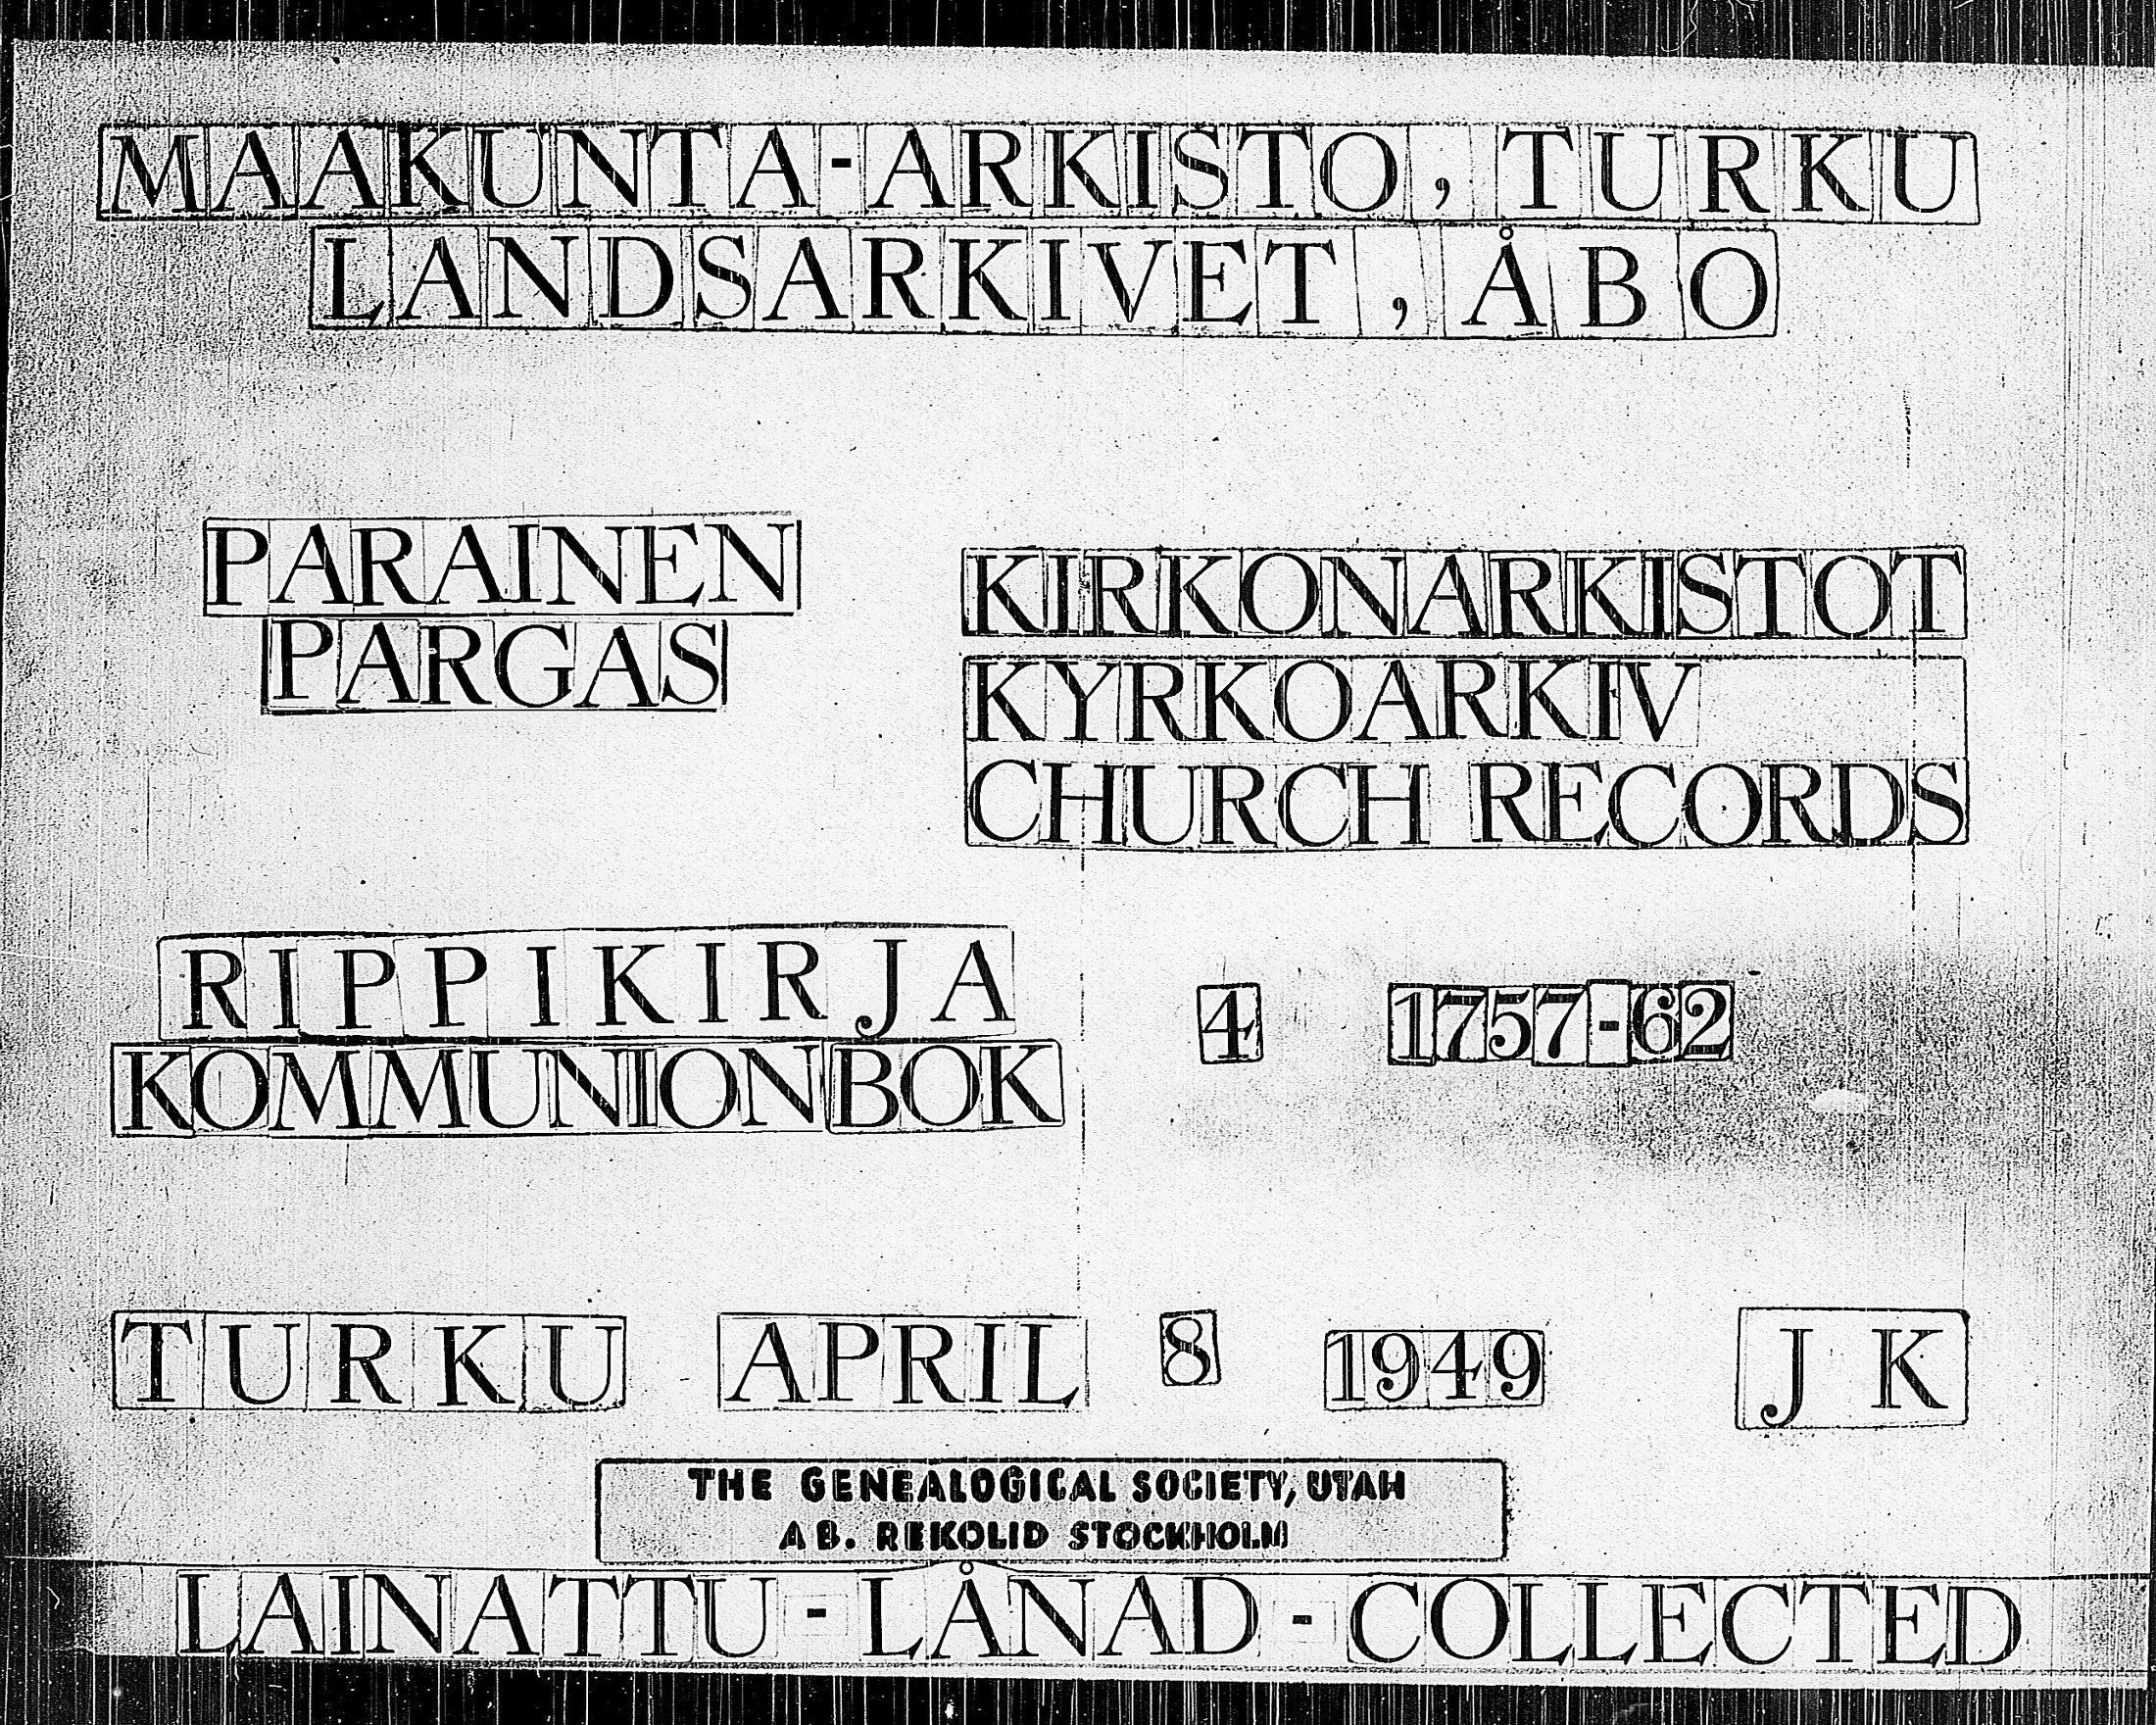 MAAKUNTA-ARKISTO, TURKU
LANDSARKIVET, ÅBO
PARAINEN
PARGAS
KIRKONARKISTOT
KYRKOARKIV
CHURCH RECORDS
RIPPIKIRJA
KOMMUNIONBOK
4 1757-62
TURKU APRIL 8 1949 J K
THE GENEALOGICAL SOCIETY, UTAH
AB. REKOLID STOCKHOLM
LAINATTU - LÅNAD - COLLECTED